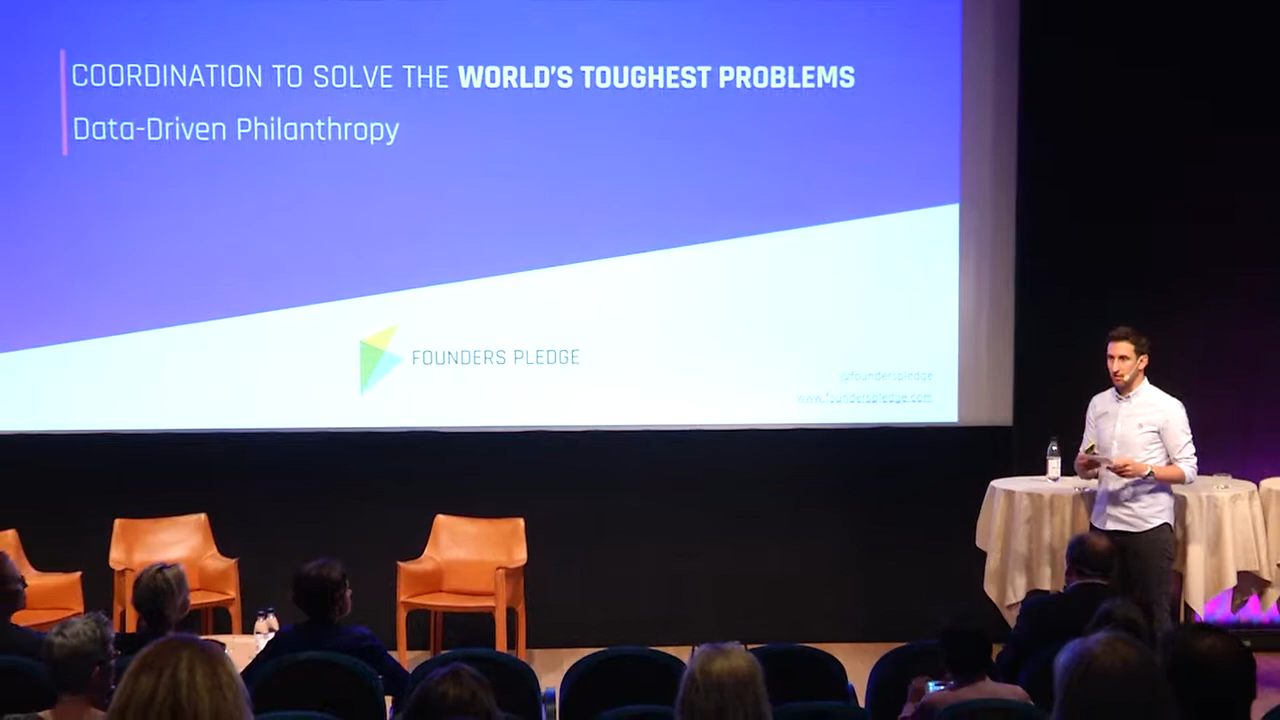 COORDINATION TO SOLVE THE WORLD'S TOUGHEST PROBLEMS
Data-Driven Philanthropy
FOUNDERS PLEDGE
@founderspledge
www.founderspledge.com